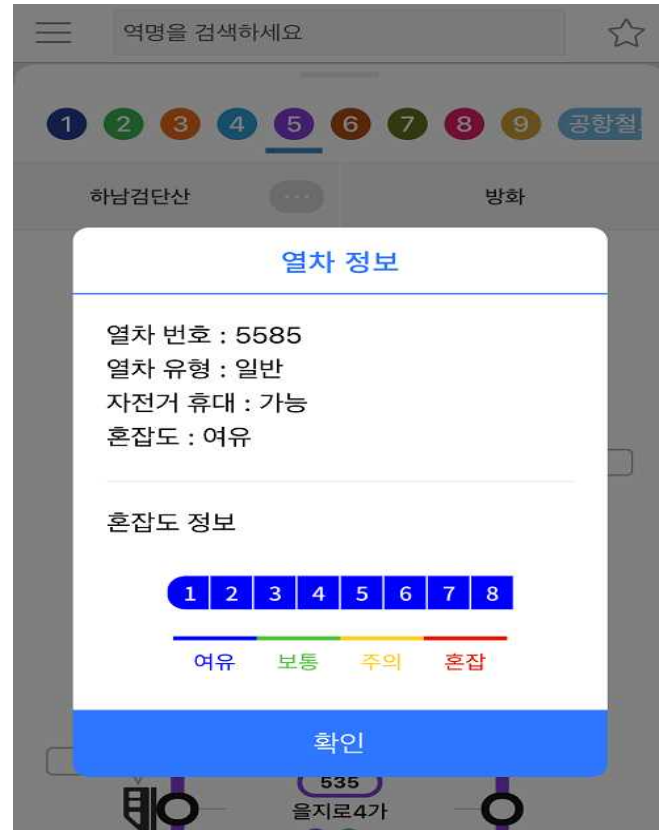 역명을 검색하세요
1 2 3 4 5 6 7 8 9 공항철
하남검단산 ... 방화
열차 정보
열차 번호 : 5585
열차 유형 : 일반
자전거 휴대 : 가능
혼잡도 : 여유
혼잡도 정보
1 2 3 4 5 6 7 8
여유 보통 주의 혼잡
확인
535
을지로4가